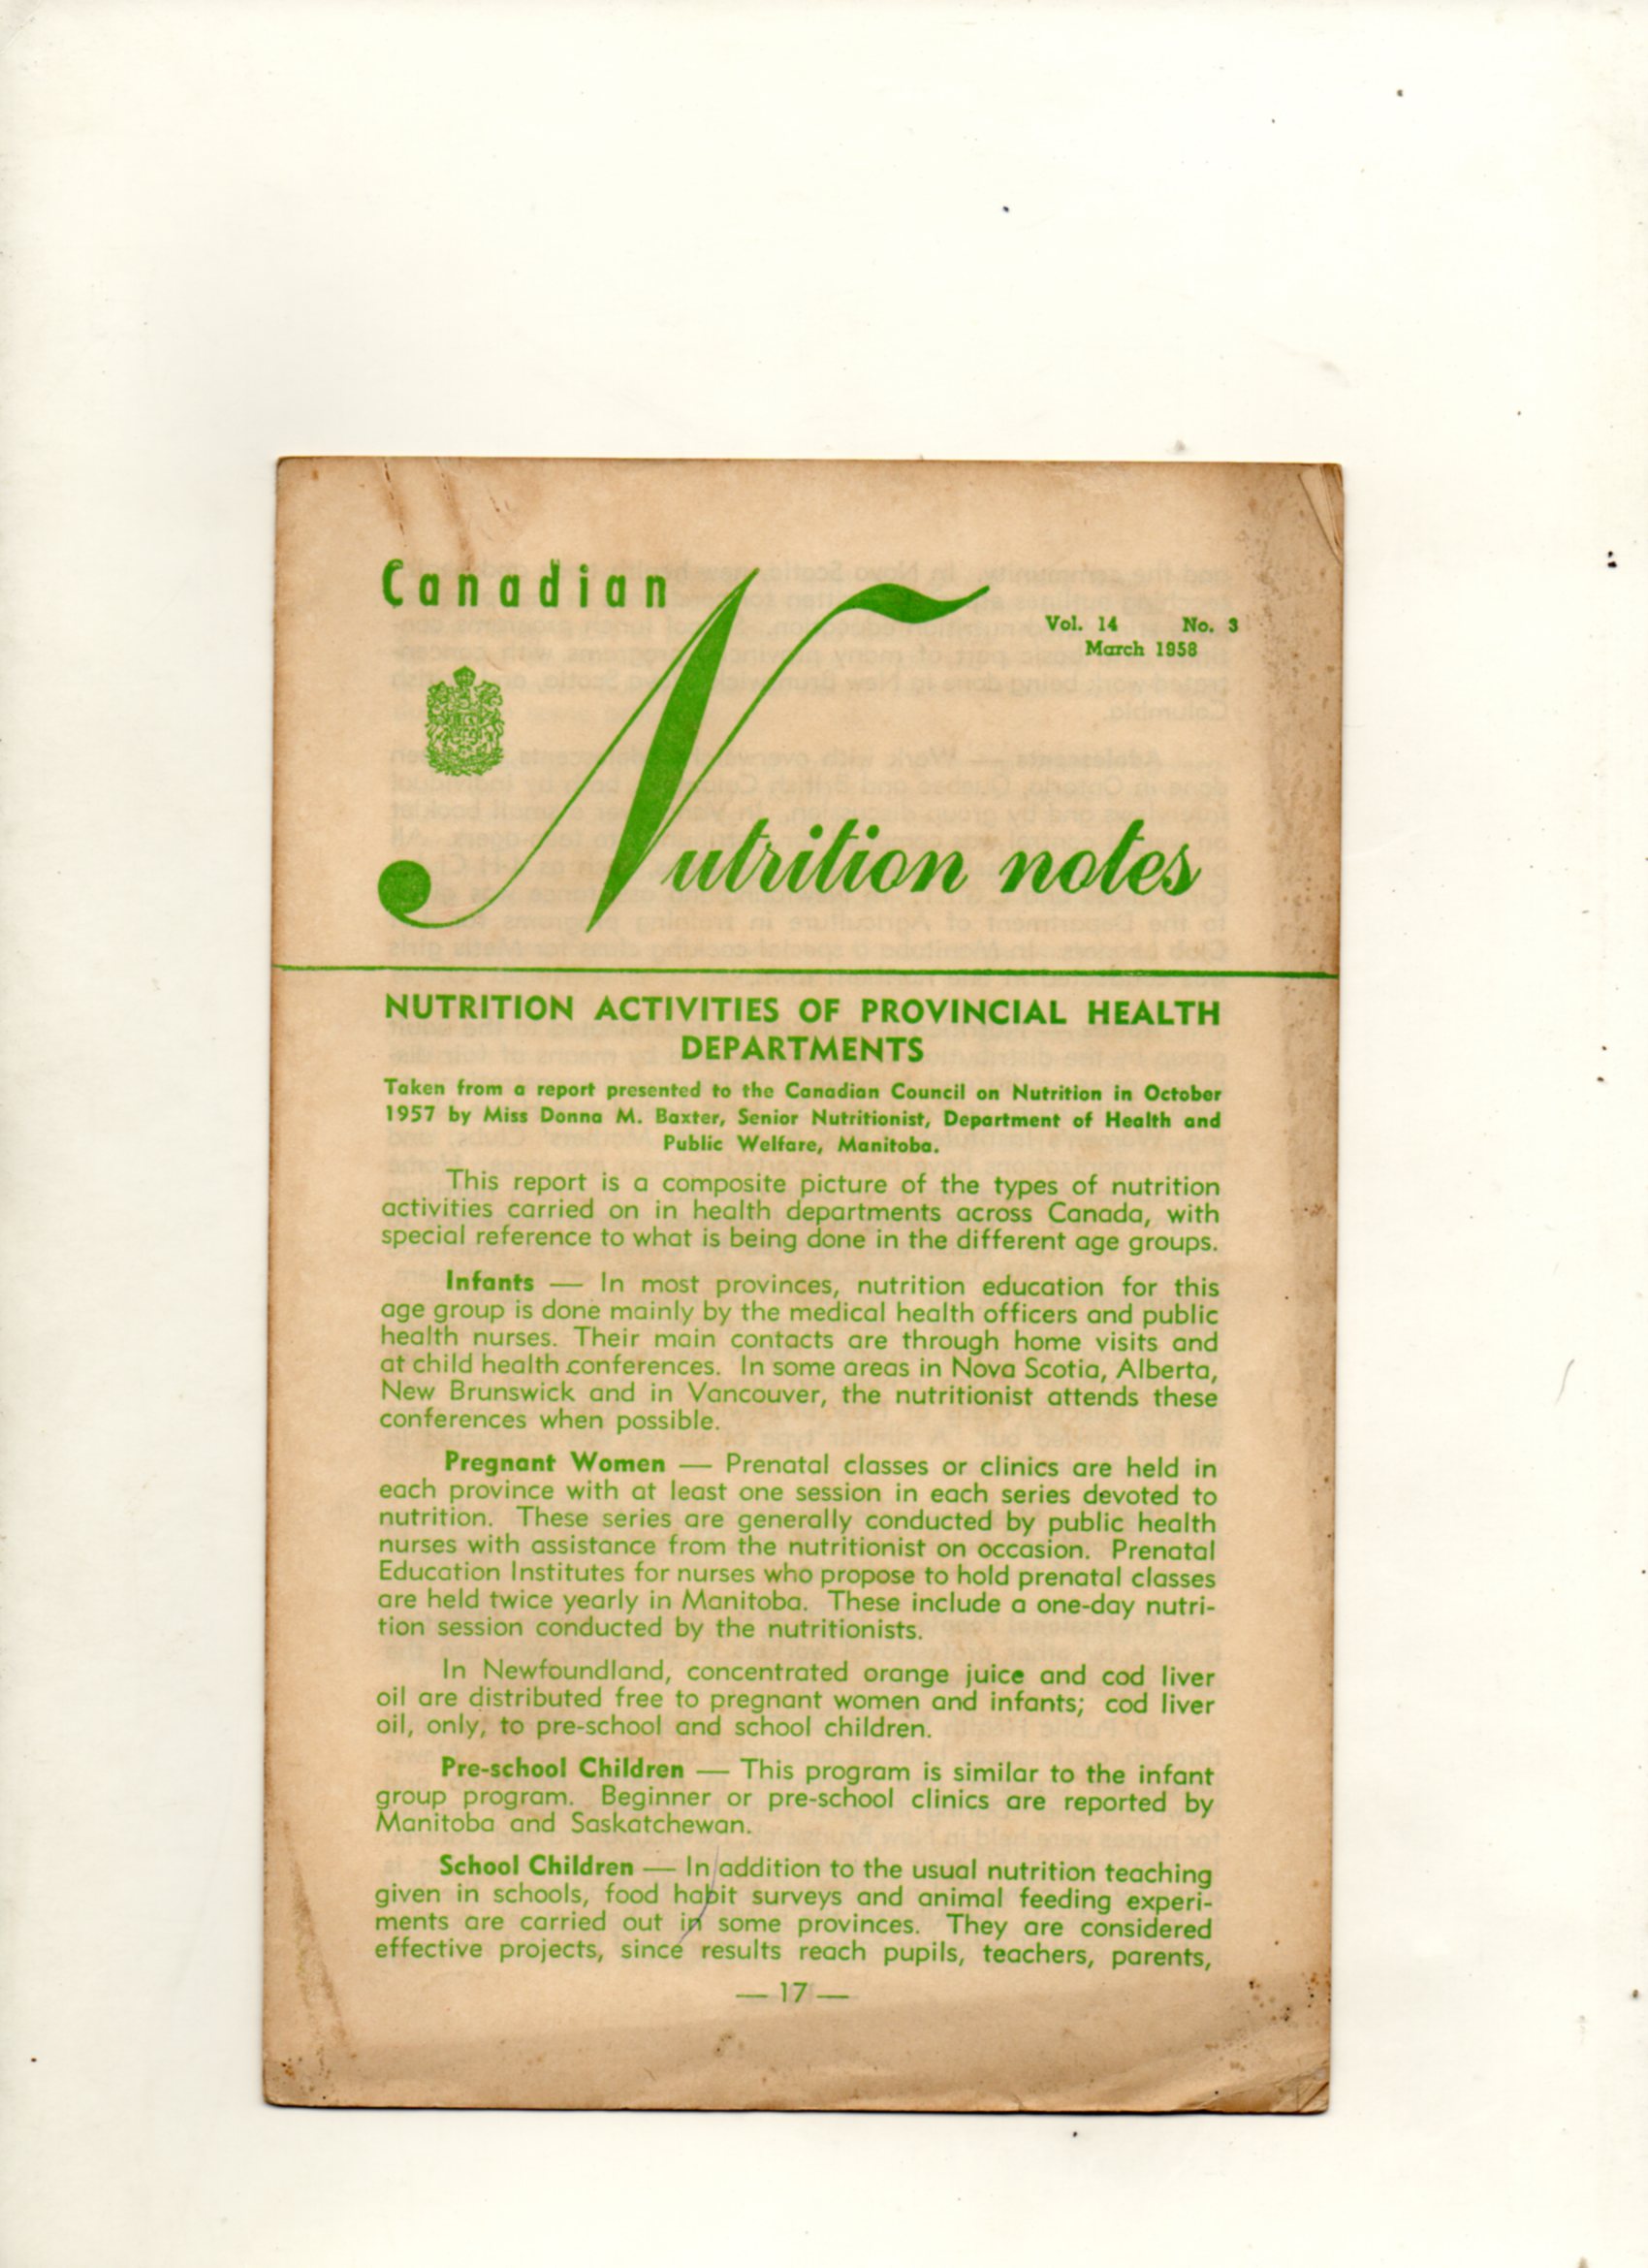 Canadian
Vol. 14 No. 3
March 1958
Nutrition notes
NUTRITION ACTIVITIES OF PROVINCIAL HEALTH
DEPARTMENTS
Taken from a report presented to the Canadian Council on Nutrition in October
1957 by Miss Donna M. Baxter, Senior Nutritionist, Department of Health and
Public Welfare, Manitoba.
This report is a composite picture of the types of nutrition
activities carried on in health departments across Canada, with
special reference to what is being done in the different age groups.
Infants — In most provinces, nutrition education for this
age group is done mainly by the medical health officers and public
health nurses. Their main contacts are through home visits and
at child health conferences. In some areas in Nova Scotia, Alberta,
New Brunswick and in Vancouver, the nutritionist attends these
conferences when possible.
Pregnant Women — Prenatal classes or clinics are held in
each province with at least one session in each series devoted to
nutrition. These series are generally conducted by public health
nurses with assistance from the nutritionist on occasion. Prenatal
Education Institutes for nurses who propose to hold prenatal classes
are held twice yearly in Manitoba. These include a one-day nutri-
tion session conducted by the nutritionists.
In Newfoundland, concentrated orange juice and cod liver
oil are distributed free to pregnant women and infants; cod liver
oil, only, to pre-school and school children.
Pre-school Children — This program is similar to the infant
group program. Beginner or pre-school clinics are reported by
Manitoba and Saskatchewan.
School Children — In addition to the usual nutrition teaching
given in schools, food habit surveys and animal feeding experi-
ments are carried out in some provinces. They are considered
effective projects, since results reach pupils, teachers, parents,
— 17 —